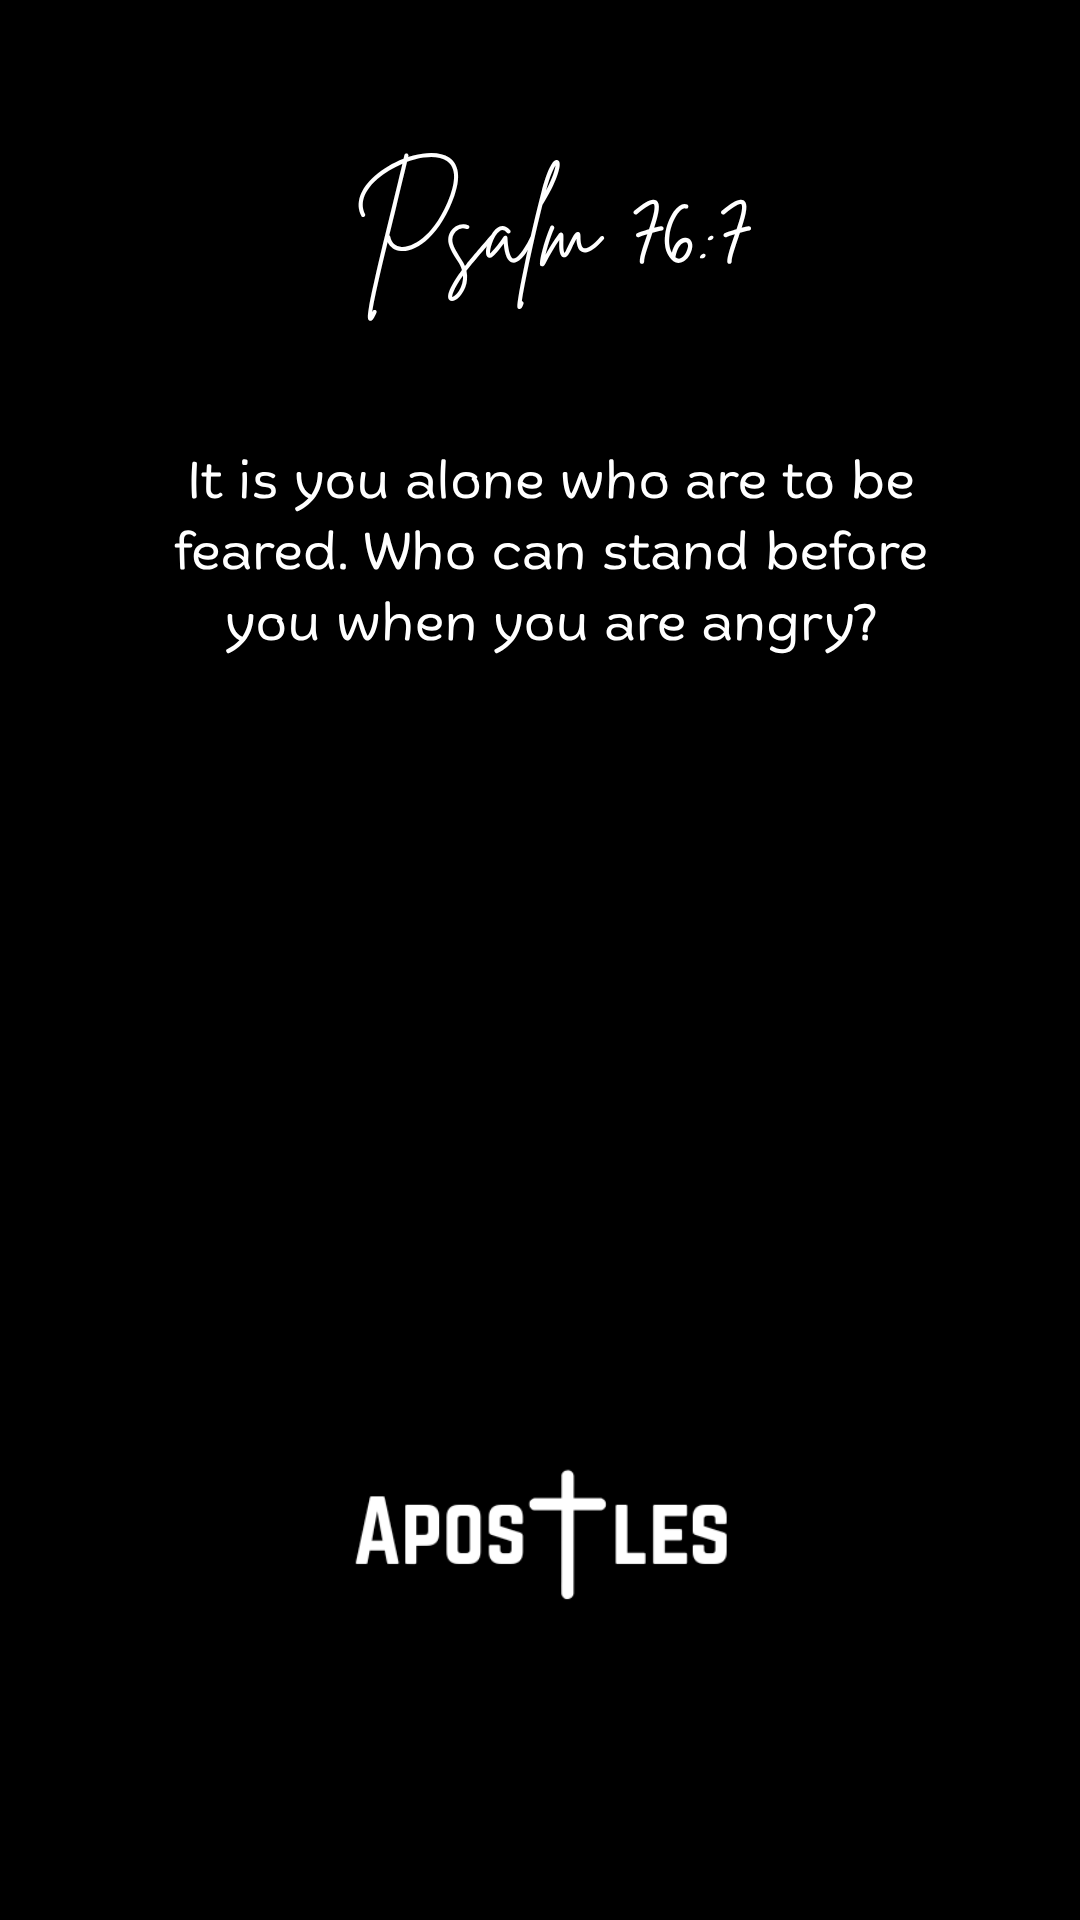 Psalm 76:7
It is you alone who are to be
feared. Who can stand before
you when you are angry?
Apostles